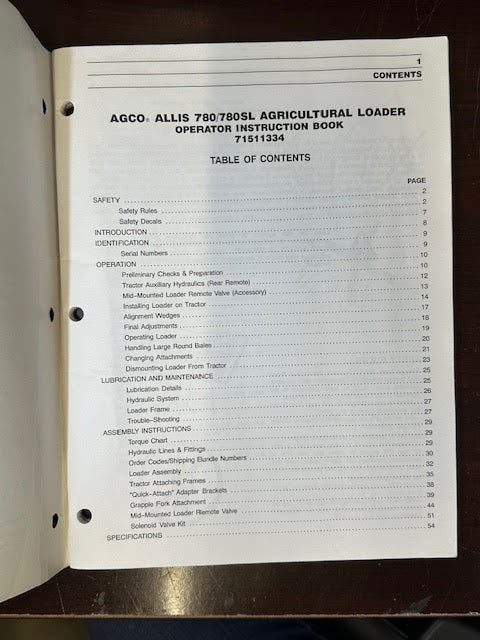 1
CONTENTS
AGCO® ALLIS 780/780SL AGRICULTURAL LOADER
OPERATOR INSTRUCTION BOOK
71511334
TABLE OF CONTENTS
PAGE
SAFETY 2
Safety Rules 2
Safety Decals 7
INTRODUCTION 8
IDENTIFICATION 9
Serial Numbers 9
OPERATION 10
Preliminary Checks & Preparation 10
Tractor Auxiliary Hydraulics (Rear Remote) 12
Mid-Mounted Loader Remote Valve (Accessory) 13
Installing Loader on Tractor 14
Alignment Wedges 17
Final Adjustments 18
Operating Loader 19
Handling Large Round Bales 20
Changing Attachments 21
Dismounting Loader From Tractor 23
LUBRICATION AND MAINTENANCE 25
Lubrication Details 25
Hydraulic System 26
Loader Frame 27
Trouble-Shooting 27
ASSEMBLY INSTRUCTIONS 29
Torque Chart 29
Hydraulic Lines & Fittings 29
Order Codes/Shipping Bundle Numbers 30
Loader Assembly 32
Tractor Attaching Frames 35
"Quick-Attach" Adapter Brackets 38
Grapple Fork Attachment 39
Mid-Mounted Loader Remote Valve 44
Solenoid Valve Kit 51
SPECIFICATIONS 54